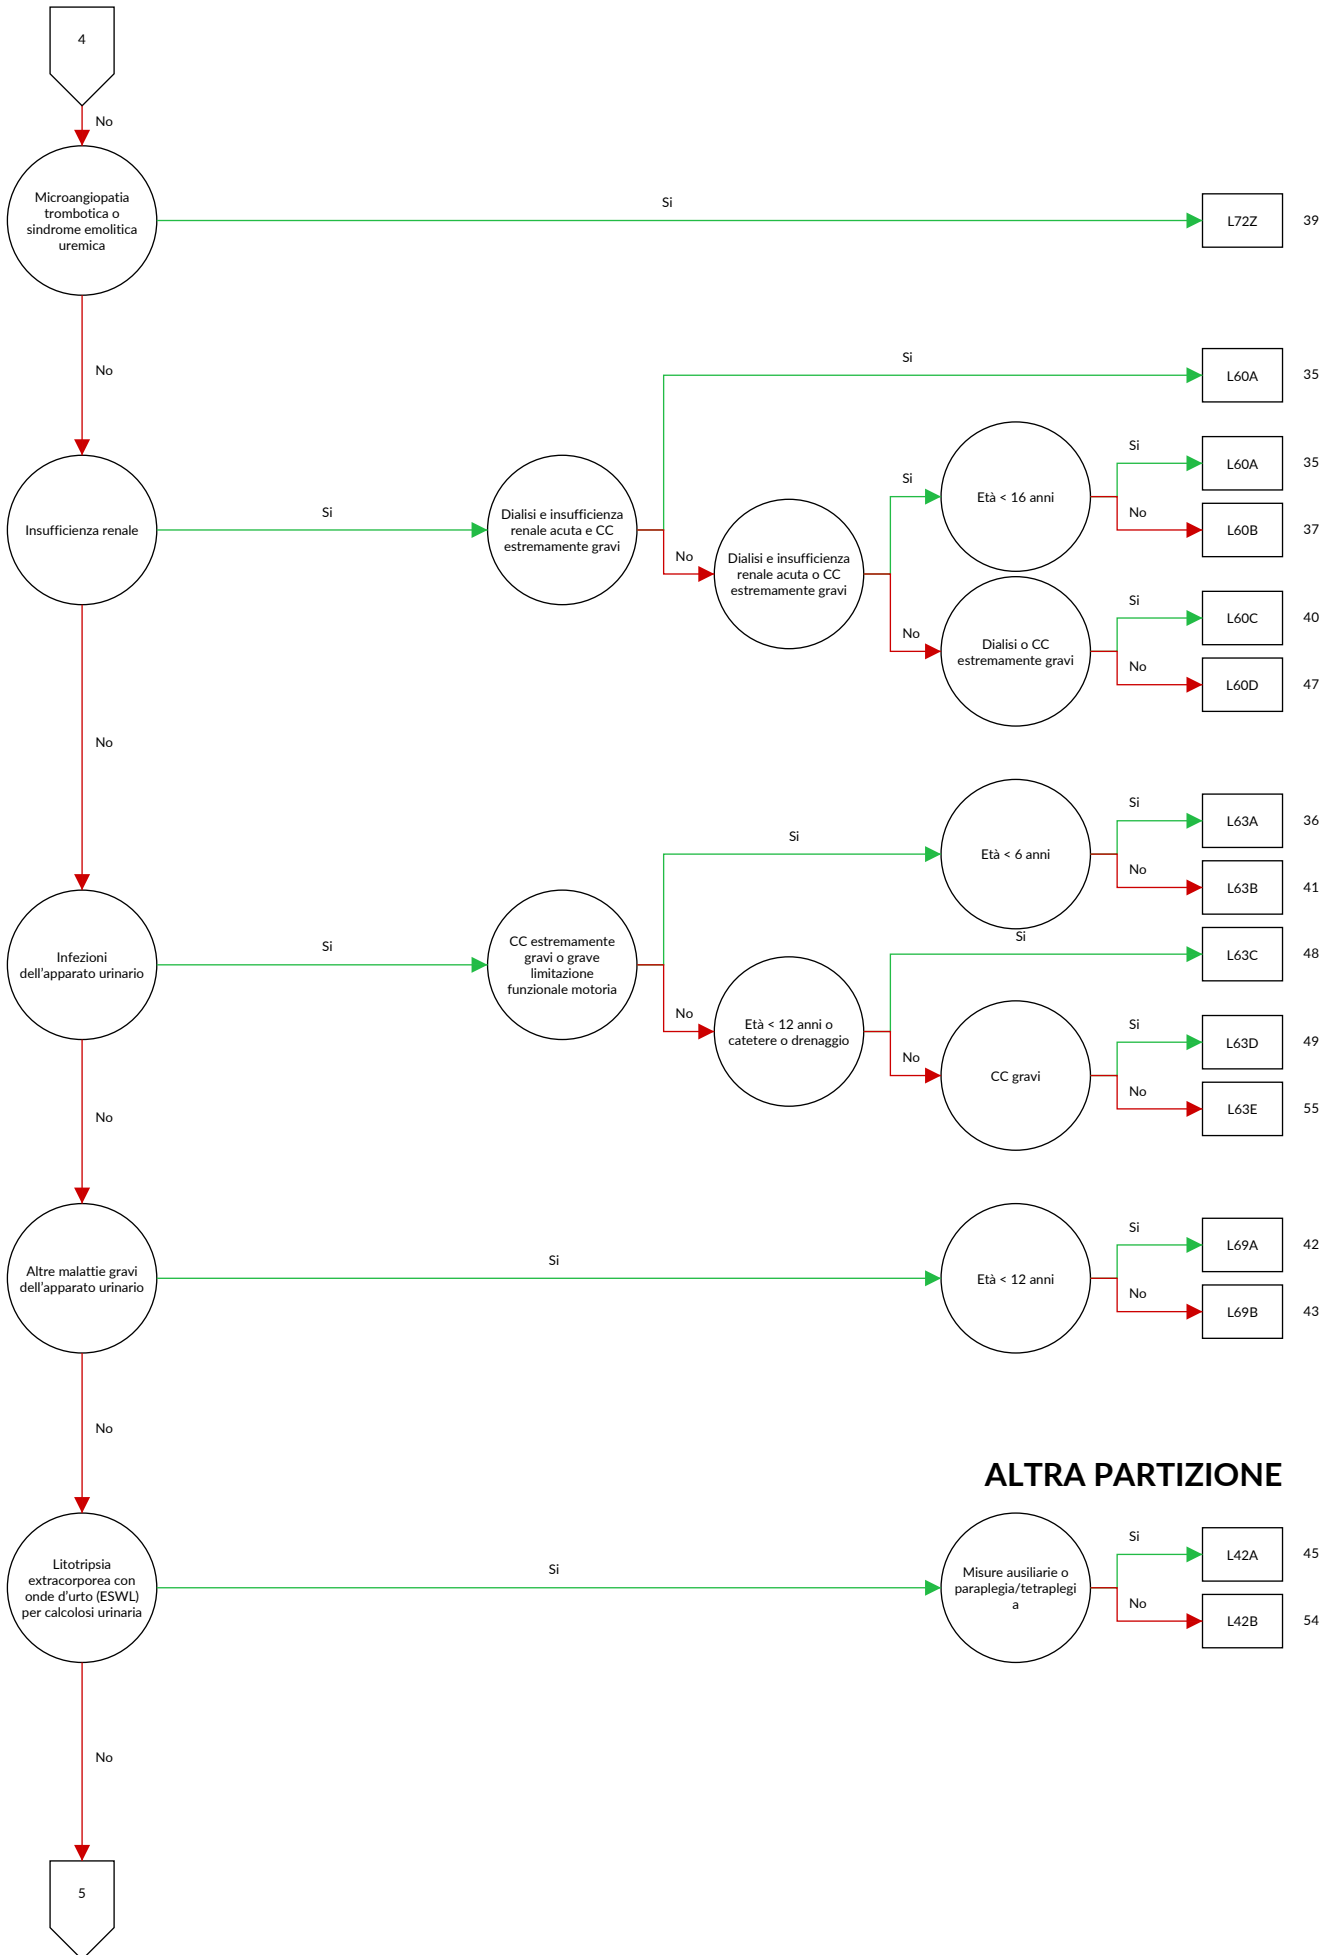 4
No
Microangiopatia
trombotica o
sindrome emolitica
uremica
Si
L72Z
39
No
Insufficienza renale
Si
Dialisi e insufficienza
renale acuta e CC
estremamente gravi
Si
L60A
35
No
Dialisi e insufficienza
renale acuta o CC
estremamente gravi
Si
Età < 16 anni
Si
L60A
35
No
L60B
37
No
Dialisi o CC
estremamente gravi
Si
L60C
40
No
L60D
47
No
Infezioni
dell'apparato urinario
Si
CC estremamente
gravi o grave
limitazione
funzionale motoria
Si
Età < 6 anni
Si
L63A
36
No
L63B
41
No
Età < 12 anni o
catetere o drenaggio
Si
L63C
48
No
CC gravi
Si
L63D
49
No
L63E
55
No
Altre malattie gravi
dell'apparato urinario
Si
Età < 12 anni
Si
L69A
42
No
L69B
43
No
ALTRA PARTIZIONE
Litotripsia
extracorporea con
onde d'urto (ESWL)
per calcolosi urinaria
Si
Misure ausiliarie o
paraplegia/tetraplegi
a
Si
L42A
45
No
L42B
54
No
5